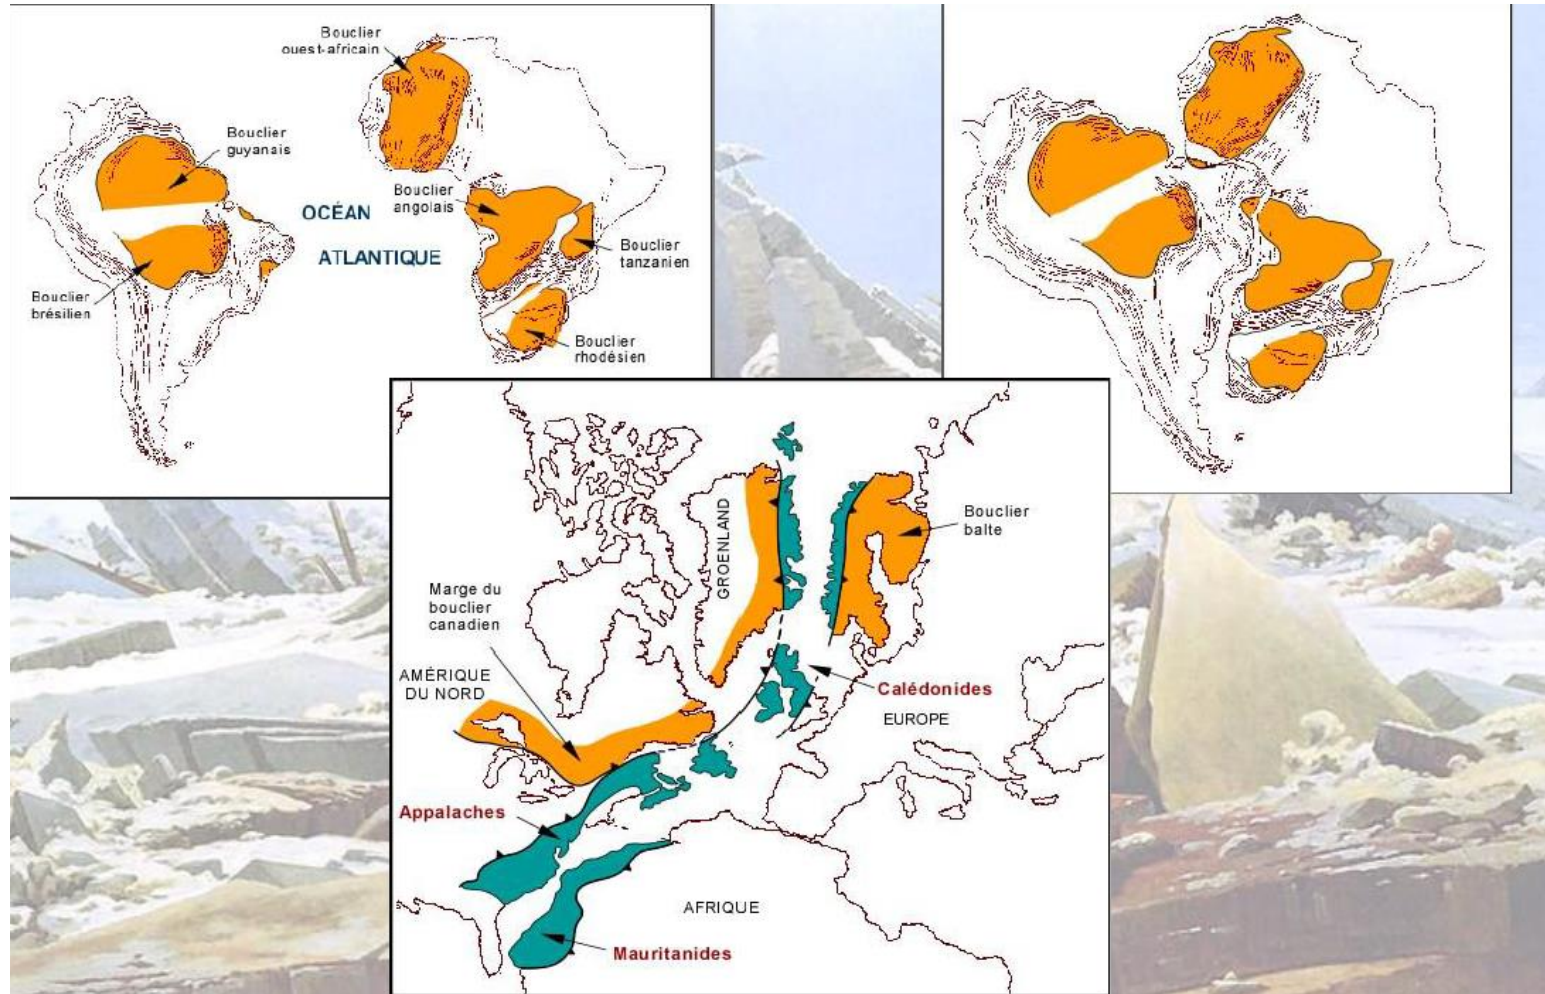 Bouclier
ouest-africain
Bouclier
guyanais
Bouclier
angolais
OCÉAN
ATLANTIQUE
Bouclier
tanzanien
Bouclier
brésilien
Bouclier
rhodésien
GROENLAND
Bouclier
balte
Marge du
bouclier
canadien
AMÉRIQUE
DU NORD
Calédonides
EUROPE
Appalaches
AFRIQUE
Mauritanides